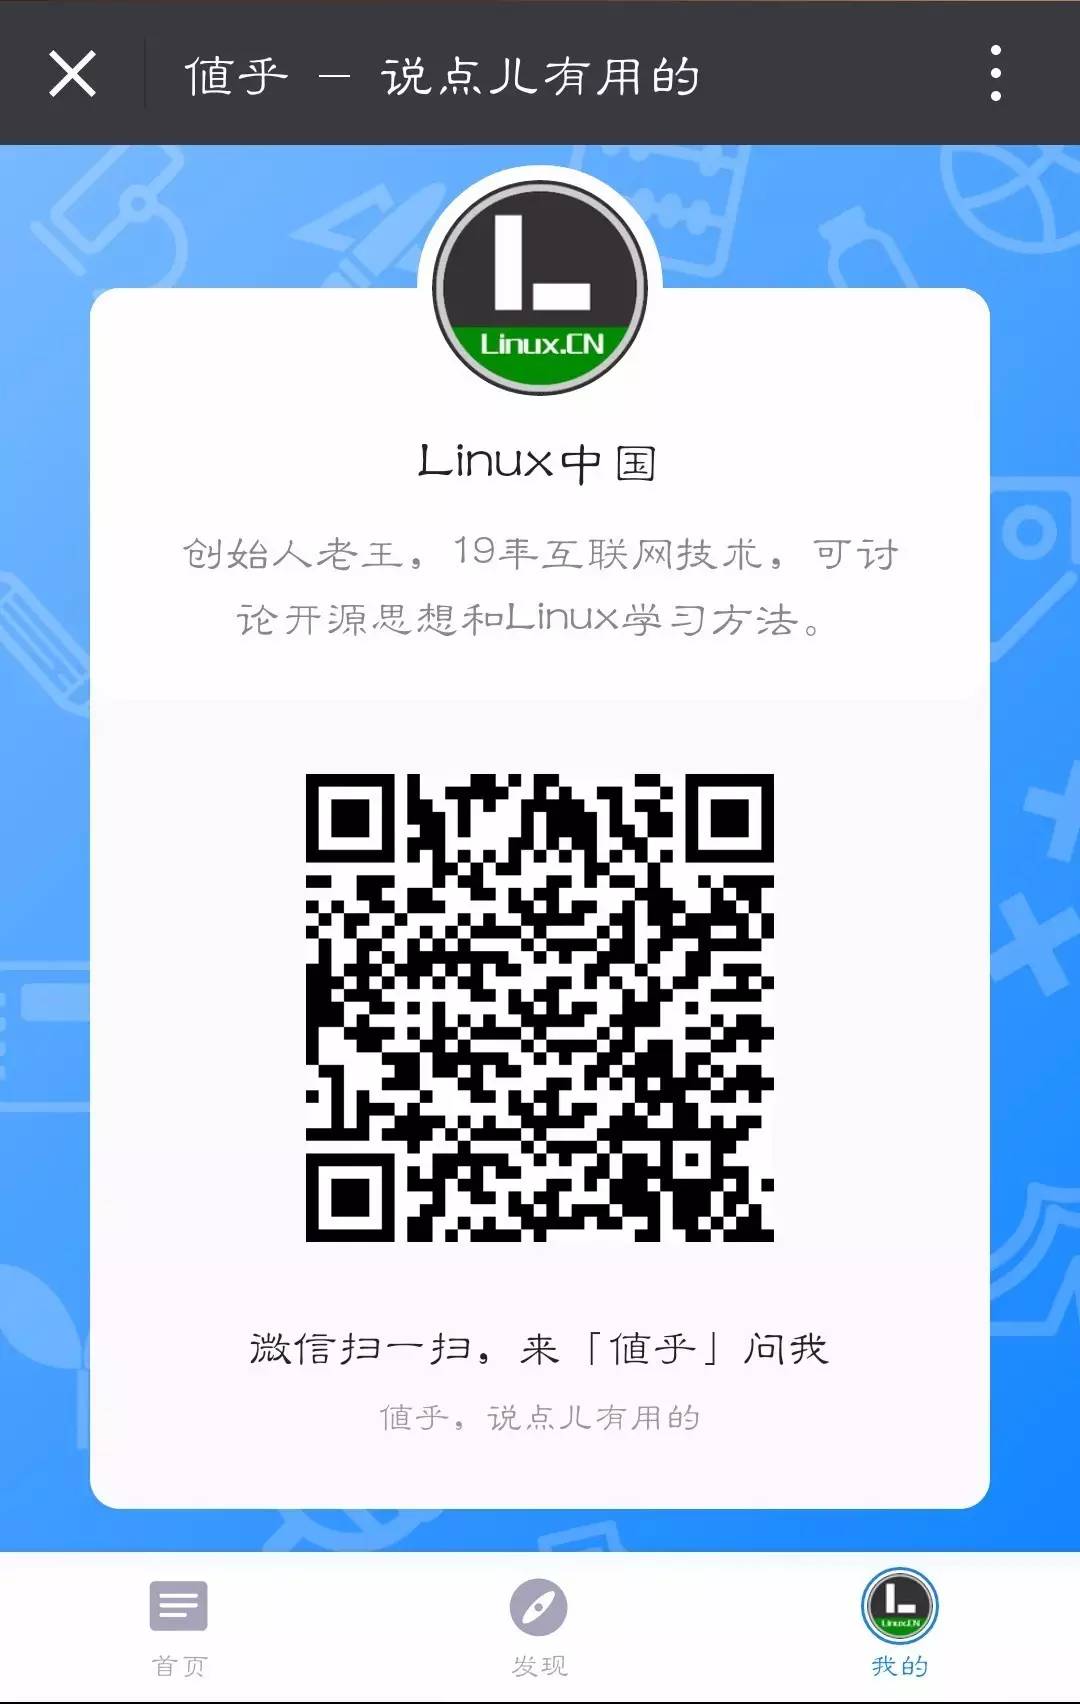 值乎 － 说点儿有用的
Linux.CN
Linux中国
创始人老王，19年互联网技术，可讨
论开源思想和Linux学习方法。
微信扫一扫，来「值乎」问我
值乎，说点儿有用的
首页
发现
Linux.CN
我的